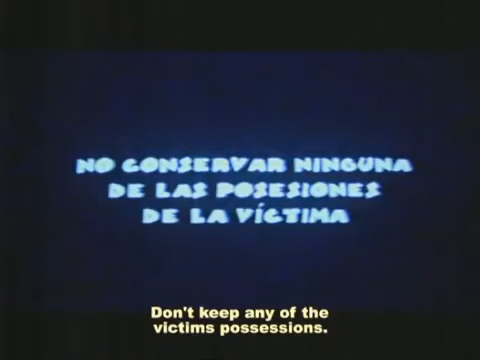 NO CONSERVAR NINGUNA
DE LAS POSESIONES
DE LA VÍCTIMA
Don't keep any of the
victims possessions.